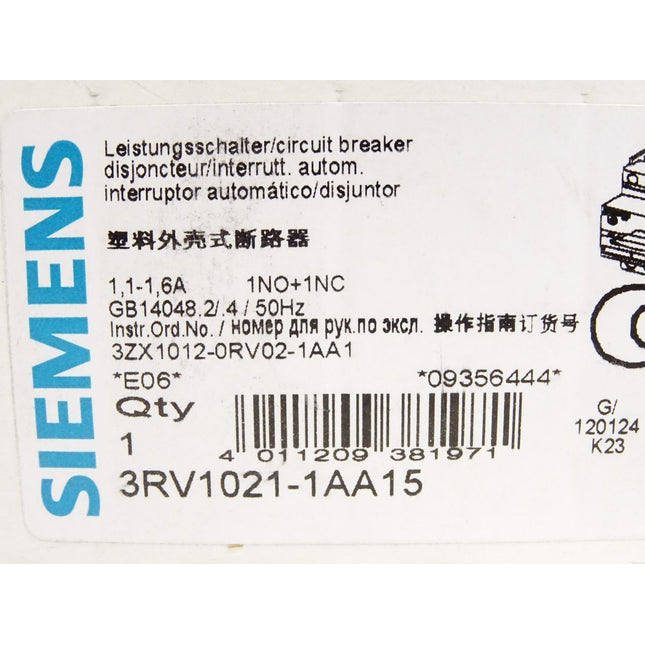 SIEMENS
Leistungsschalter/circuit breaker
disjoncteur/interrutt. autom.
interruptor automático/disjuntor
塑料外壳式断路器
1,1-1,6A 1NO+1NC
GB14048.2/.4 / 50Hz
Instr.Ord.No. / номер для рук.по экспл. 操作指南订货号
3ZX1012-0RV02-1AA1
*E06* *09356444*
Qty
1
4 011209 381971
3RV1021-1AA15
G/
120124
K23